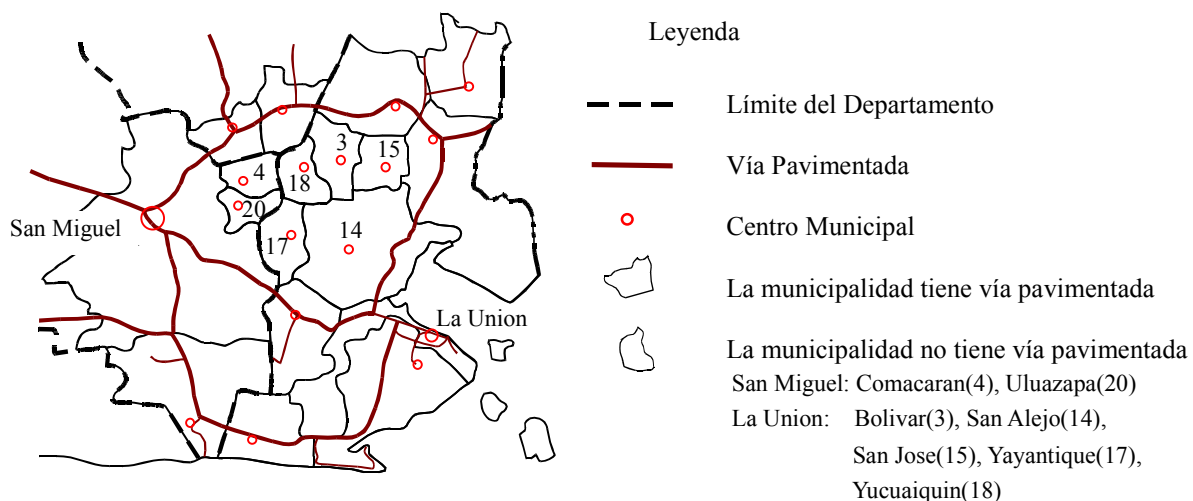 San Miguel
La Union
4
20
18
3
15
17
14
Leyenda
Límite del Departamento
Vía Pavimentada
Centro Municipal
La municipalidad tiene vía pavimentada
La municipalidad no tiene vía pavimentada
San Miguel: Comacaran(4), Uluazapa(20)
La Union: Bolivar(3), San Alejo(14),
San Jose(15), Yayantique(17),
Yucuaiquin(18)